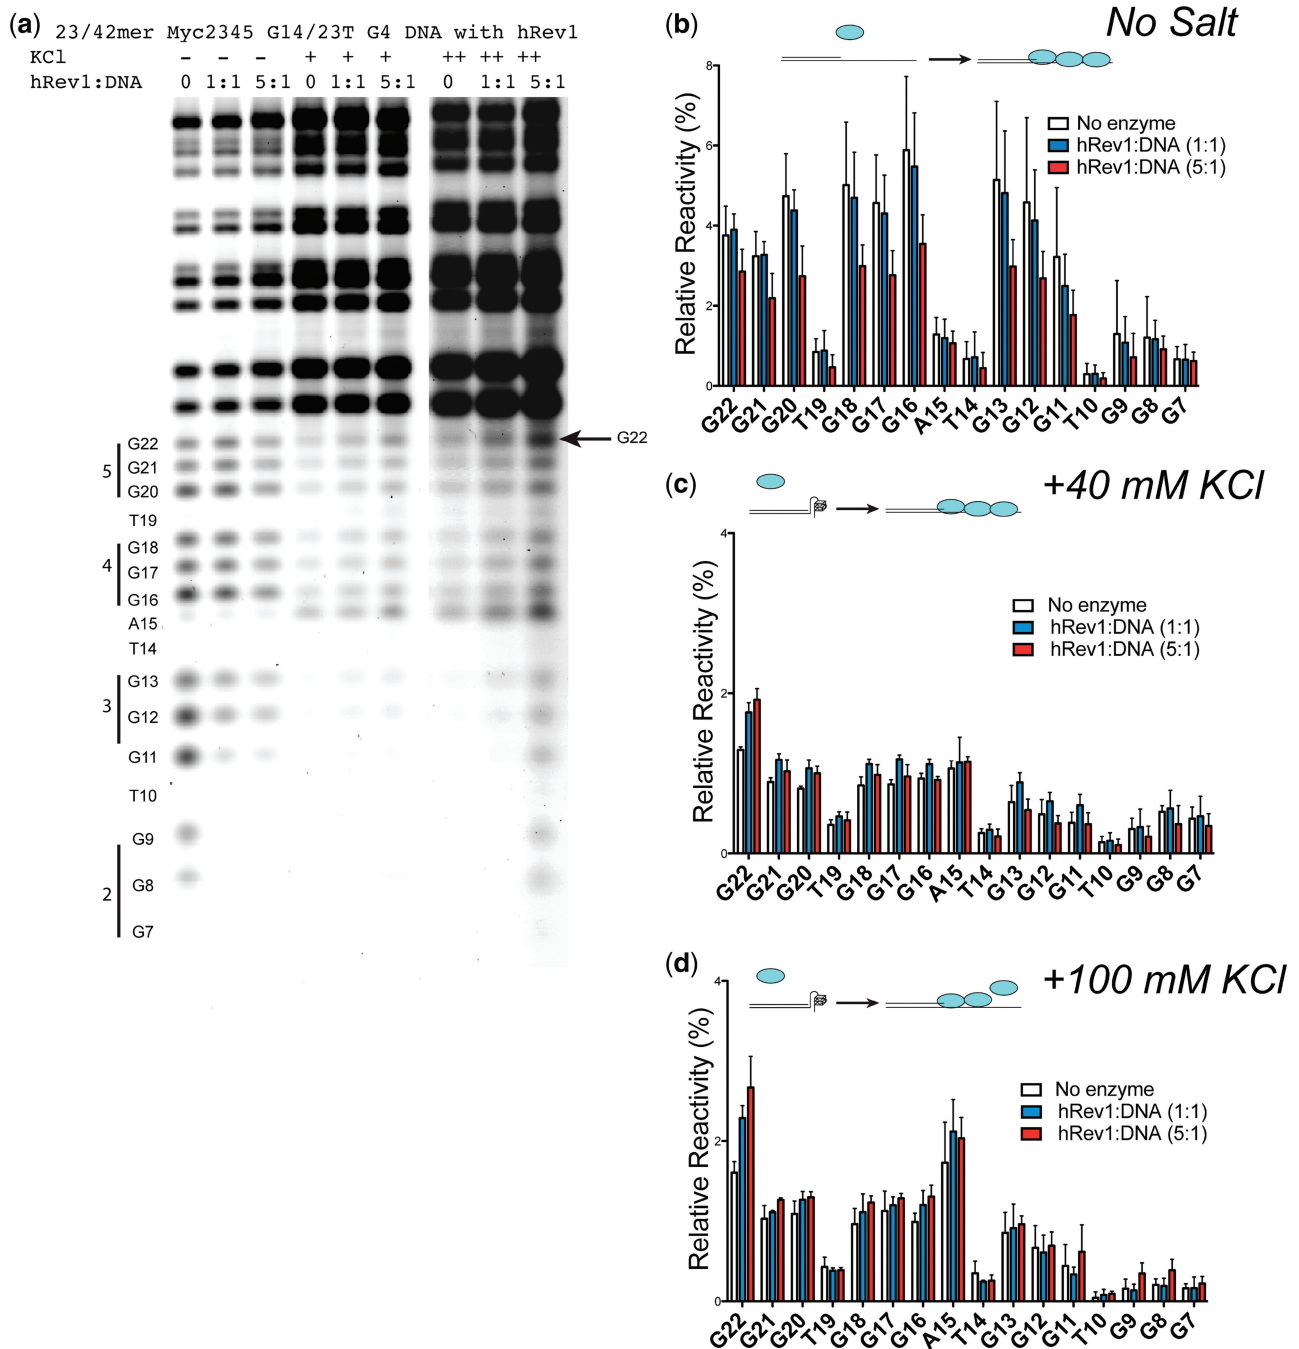 (a)
23/42mer Myc2345 G14/23T G4 DNA with hRev1
KCl - - - + + + ++ ++ ++
hRev1:DNA 0 1:1 5:1 0 1:1 5:1 0 1:1 5:1
G22
G22
5
G21
G20
T19
G18
4
G17
G16
A15
T14
G13
3
G12
G11
T10
G9
G8
2
G7
(b)
No Salt
Relative Reactivity (%)
8
6
4
2
0
No enzyme
hRev1:DNA (1:1)
hRev1:DNA (5:1)
G22 G21 G20 T19 G18 G17 G16 A15 T14 G13 G12 G11 T10 G9 G8 G7
(c)
+40 mM KCl
Relative Reactivity (%)
4
2
0
No enzyme
hRev1:DNA (1:1)
hRev1:DNA (5:1)
G22 G21 G20 T19 G18 G17 G16 A15 T14 G13 G12 G11 T10 G9 G8 G7
(d)
+100 mM KCl
Relative Reactivity (%)
4
2
0
No enzyme
hRev1:DNA (1:1)
hRev1:DNA (5:1)
G22 G21 G20 T19 G18 G17 G16 A15 T14 G13 G12 G11 T10 G9 G8 G7